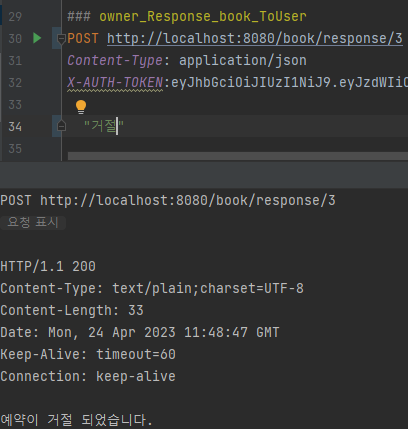 29 ### owner_Response_book_ToUser
30 POST http://localhost:8080/book/response/3
31 Content-Type: application/json
32 X-AUTH-TOKEN:eyJhbGciOiJIUzI1NiJ9.eyJzdWIiO
33
34 "거절"
35
POST http://localhost:8080/book/response/3
요청 표시
HTTP/1.1 200
Content-Type: text/plain;charset=UTF-8
Content-Length: 33
Date: Mon, 24 Apr 2023 11:48:47 GMT
Keep-Alive: timeout=60
Connection: keep-alive
예약이 거절 되었습니다.